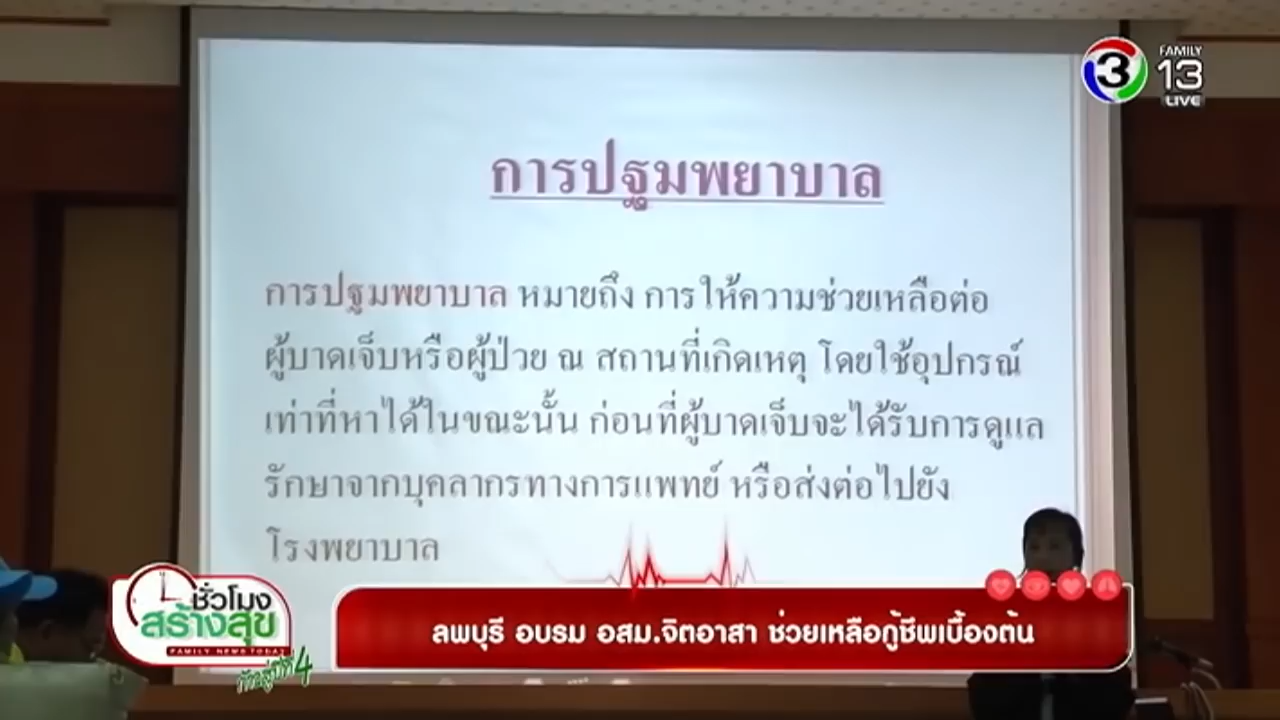 3
FAMILY
13
LIVE
การปฐมพยาบาล
การปฐมพยาบาล หมายถึง การให้ความช่วยเหลือต่อ
ผู้บาดเจ็บหรือผู้ป่วย ณ สถานที่เกิดเหตุ โดยใช้อุปกรณ์
เท่าที่หาได้ในขณะนั้น ก่อนที่ผู้บาดเจ็บจะได้รับการดูแล
รักษาจากบุคลากรทางการแพทย์ หรือส่งต่อไปยัง
โรงพยาบาล
ชั่วโมง
สร้างสุข
FAMILY NEWS TODAY
ก้าวสู่ปีที่ 4
ลพบุรี อบรม อสม.จิตอาสา ช่วยเหลือกู้ชีพเบื้องต้น